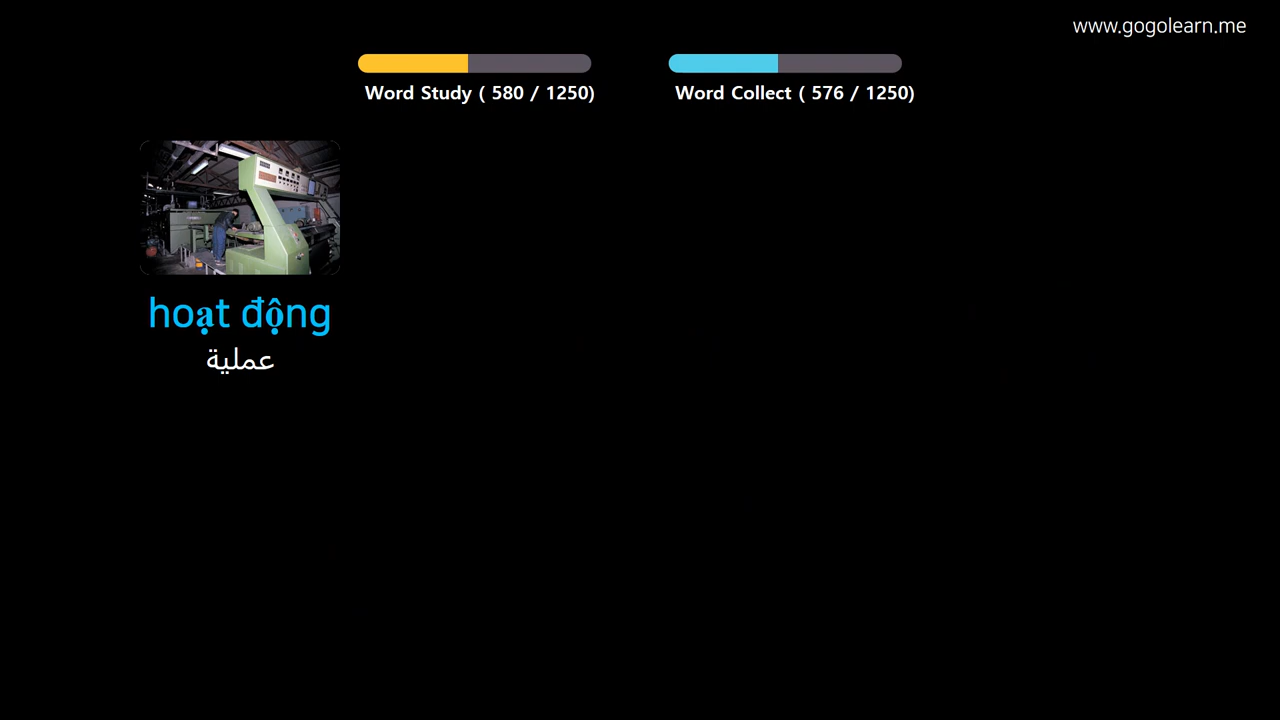 www.gogolearn.me
Word Study ( 580 / 1250)
Word Collect ( 576 / 1250)
hoạt động
عملية